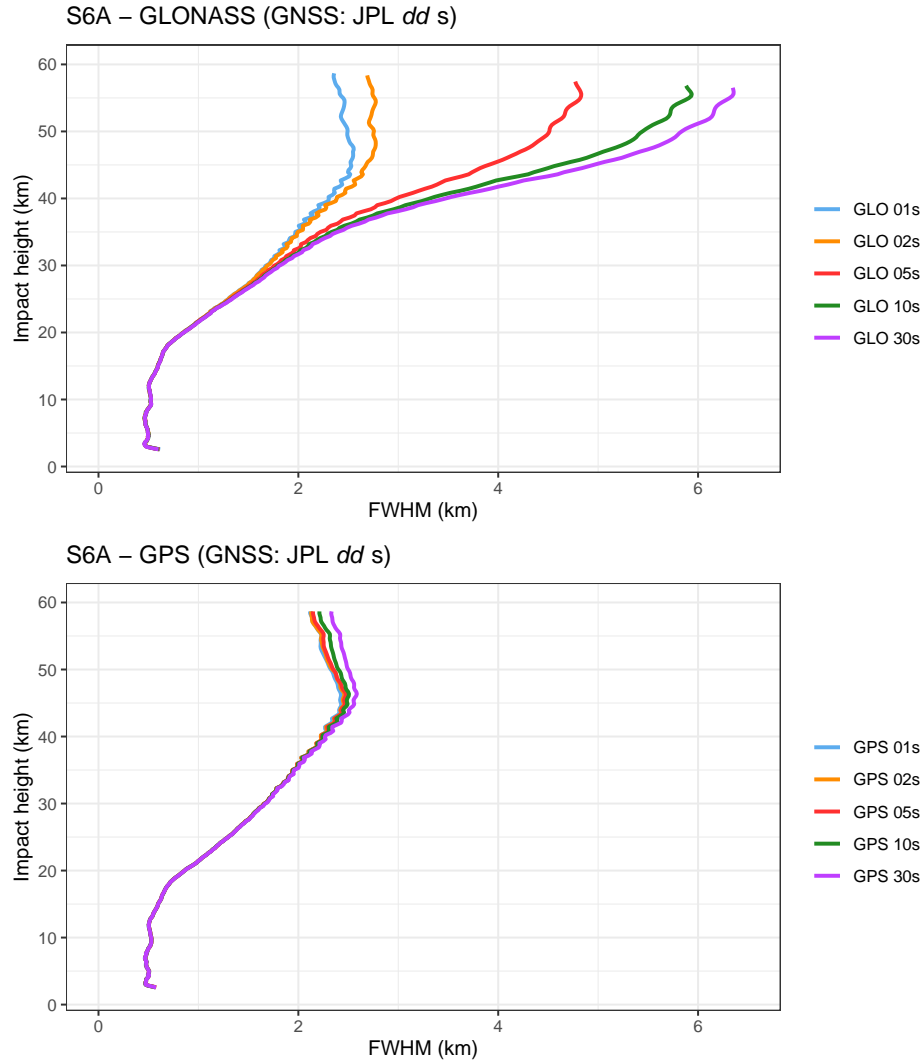 S6A − GLONASS (GNSS: JPL dd s)
60
50
40
30
20
10
0
Impact height (km)
0 2 4 6
FWHM (km)
GLO 01s
GLO 02s
GLO 05s
GLO 10s
GLO 30s
S6A − GPS (GNSS: JPL dd s)
60
50
40
30
20
10
0
Impact height (km)
0 2 4 6
FWHM (km)
GPS 01s
GPS 02s
GPS 05s
GPS 10s
GPS 30s